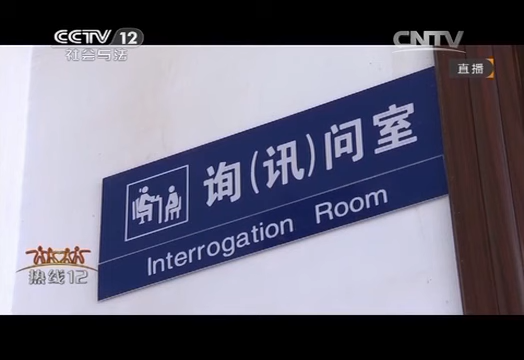 CCTV 12
社会与法
CNTV
直播
询(讯)问室
Interrogation Room
热线12